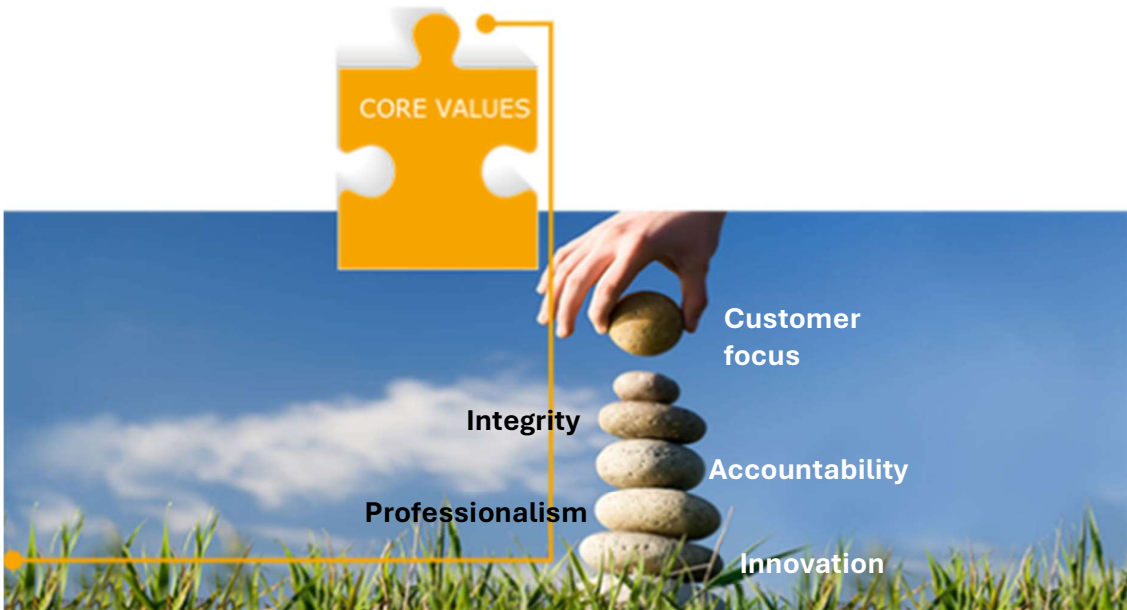 CORE VALUES
Customer
focus
Integrity
Accountability
Professionalism
Innovation